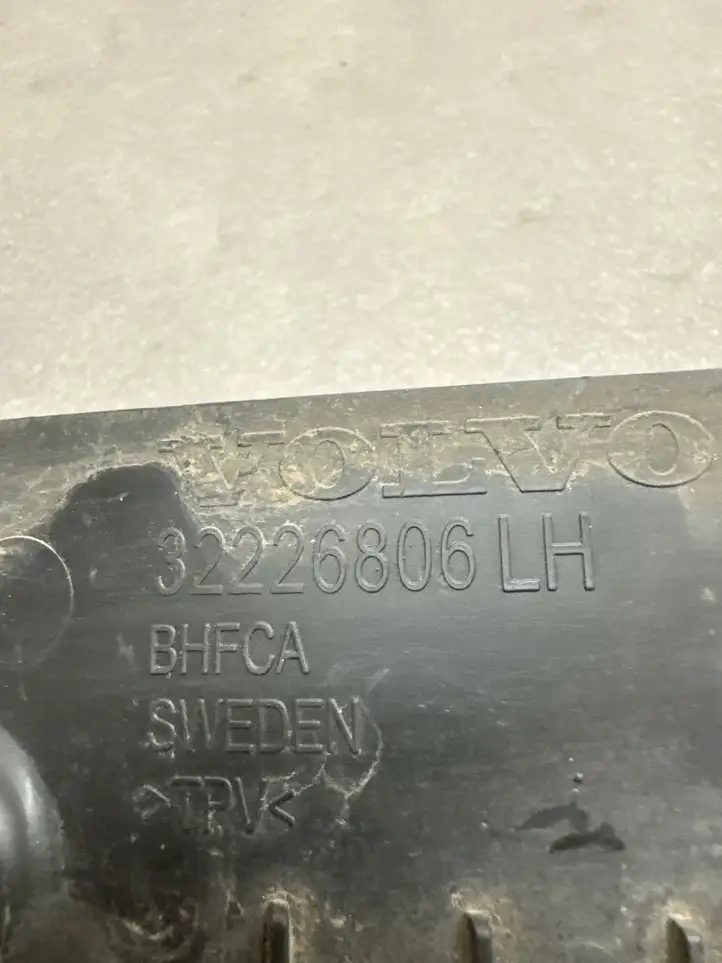 VOLVO
32226806 LH
BHFCA
SWEDEN
>TPV<